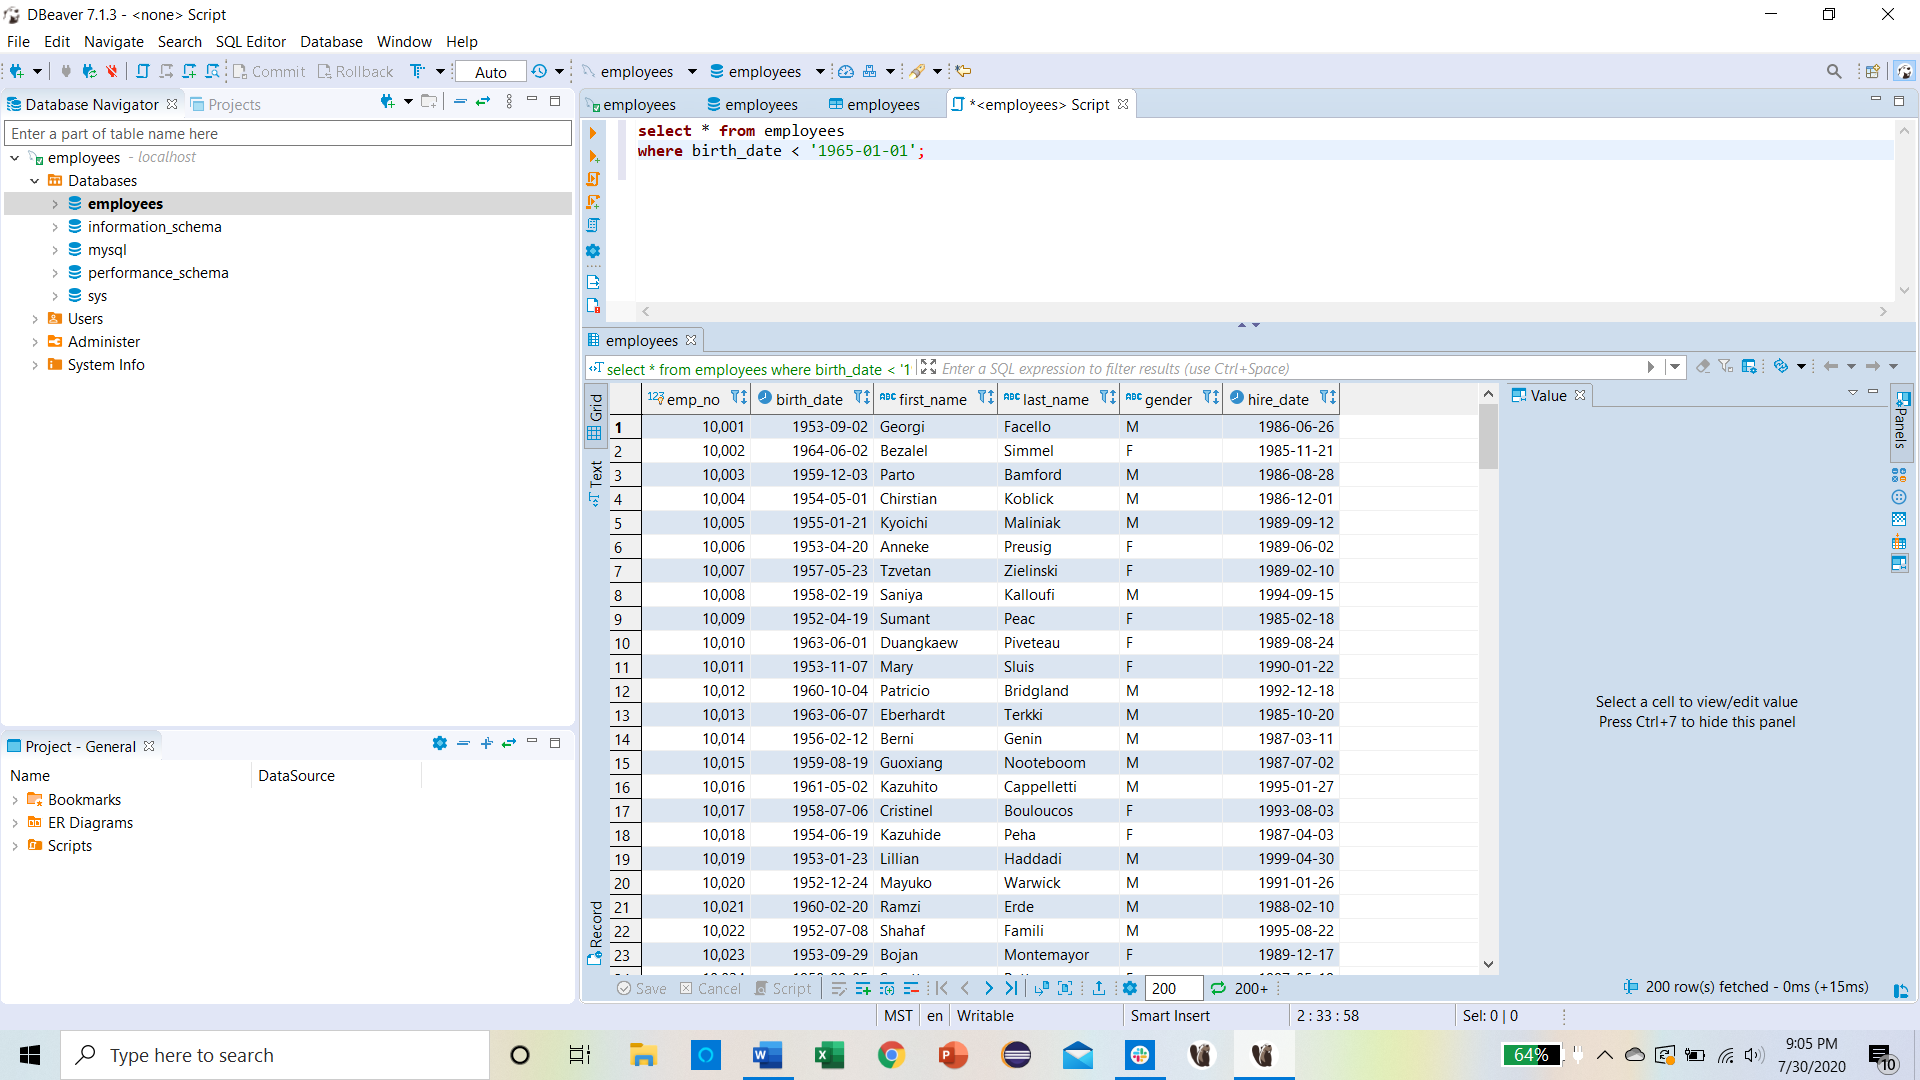 DBeaver 7.1.3 - <none> Script
File Edit Navigate Search SQL Editor Database Window Help
Commit Rollback Auto employees employees
Database Navigator Projects
Enter a part of table name here
employees - localhost
Databases
employees
information_schema
mysql
performance_schema
sys
Users
Administer
System Info
Project - General
Name DataSource
Bookmarks
ER Diagrams
Scripts
employees employees employees *<employees> Script
select * from employees
where birth_date < '1965-01-01';
employees
select * from employees where birth_date < '1 Enter a SQL expression to filter results (use Ctrl+Space)
Grid
Text
Record
123 emp_no birth_date ABC first_name ABC last_name ABC gender hire_date
1 10,001 1953-09-02 Georgi Facello M 1986-06-26
2 10,002 1964-06-02 Bezalel Simmel F 1985-11-21
3 10,003 1959-12-03 Parto Bamford M 1986-08-28
4 10,004 1954-05-01 Chirstian Koblick M 1986-12-01
5 10,005 1955-01-21 Kyoichi Maliniak M 1989-09-12
6 10,006 1953-04-20 Anneke Preusig F 1989-06-02
7 10,007 1957-05-23 Tzvetan Zielinski F 1989-02-10
8 10,008 1958-02-19 Saniya Kalloufi M 1994-09-15
9 10,009 1952-04-19 Sumant Peac F 1985-02-18
10 10,010 1963-06-01 Duangkaew Piveteau F 1989-08-24
11 10,011 1953-11-07 Mary Sluis F 1990-01-22
12 10,012 1960-10-04 Patricio Bridgland M 1992-12-18
13 10,013 1963-06-07 Eberhardt Terkki M 1985-10-20
14 10,014 1956-02-12 Berni Genin M 1987-03-11
15 10,015 1959-08-19 Guoxiang Nooteboom M 1987-07-02
16 10,016 1961-05-02 Kazuhito Cappelletti M 1995-01-27
17 10,017 1958-07-06 Cristinel Bouloucos F 1993-08-03
18 10,018 1954-06-19 Kazuhide Peha F 1987-04-03
19 10,019 1953-01-23 Lillian Haddadi M 1999-04-30
20 10,020 1952-12-24 Mayuko Warwick M 1991-01-26
21 10,021 1960-02-20 Ramzi Erde M 1988-02-10
22 10,022 1952-07-08 Shahaf Famili M 1995-08-22
23 10,023 1953-09-29 Bojan Montemayor F 1989-12-17
Value
Panels
Select a cell to view/edit value
Press Ctrl+7 to hide this panel
Save Cancel Script 200 200+ 200 row(s) fetched - 0ms (+15ms)
MST en Writable Smart Insert 2 : 33 : 58 Sel: 0 | 0
Type here to search
64%
9:05 PM
7/30/2020
10